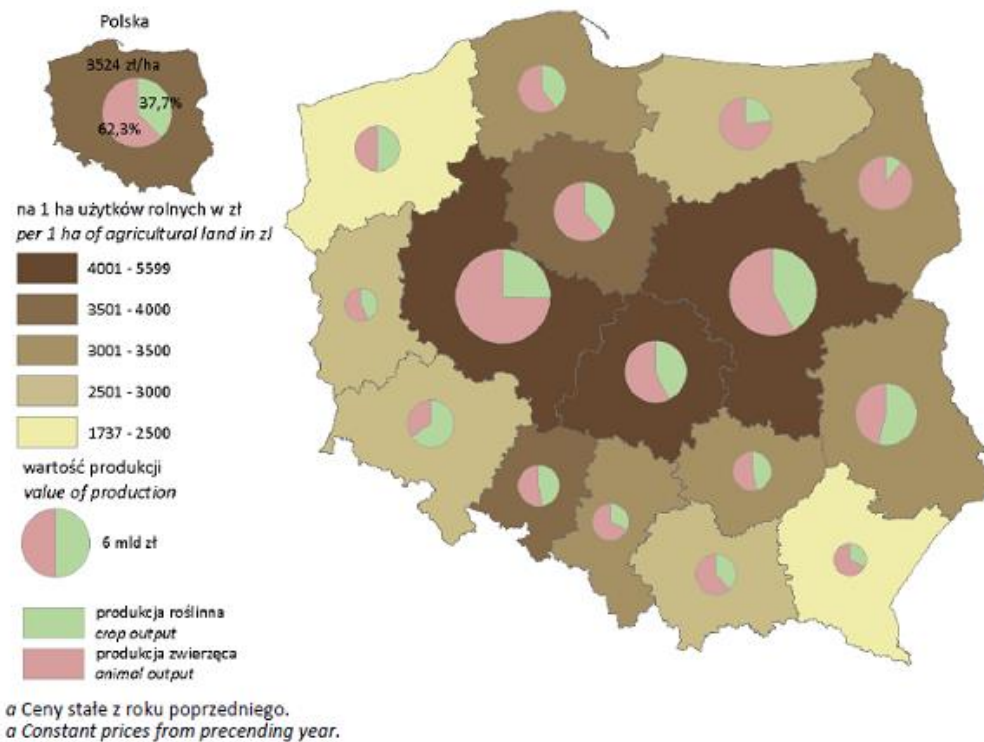 Polska
3524 zł/ha
37,7%
62,3%
na 1 ha użytków rolnych w zł
per 1 ha of agricultural land in zl
4001 - 5599
3501 - 4000
3001 - 3500
2501 - 3000
1737 - 2500
wartość produkcji
value of production
6 mld zł
produkcja roślinna
crop output
produkcja zwierzęca
animal output
a Ceny stałe z roku poprzedniego.
a Constant prices from precending year.